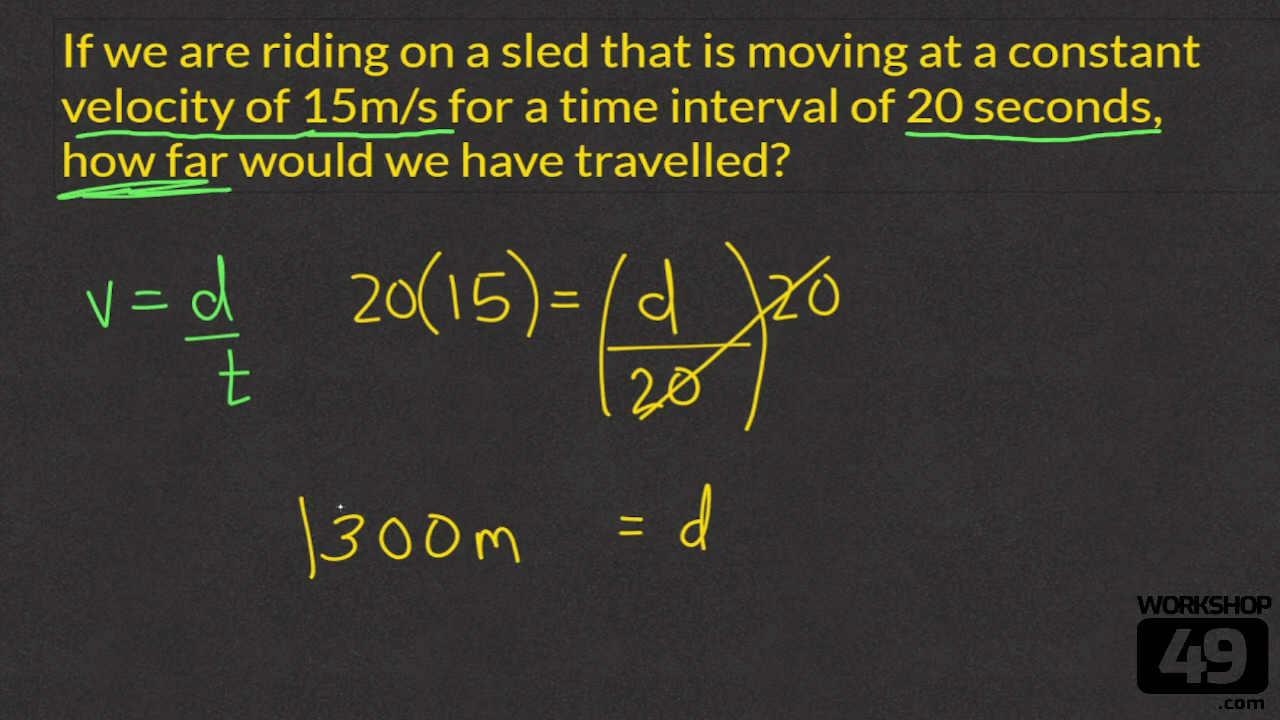 If we are riding on a sled that is moving at a constant
velocity of 15m/s for a time interval of 20 seconds,
how far would we have travelled?
v = d/t
20(15) = (d/20)20
300m = d
WORKSHOP
49
.com